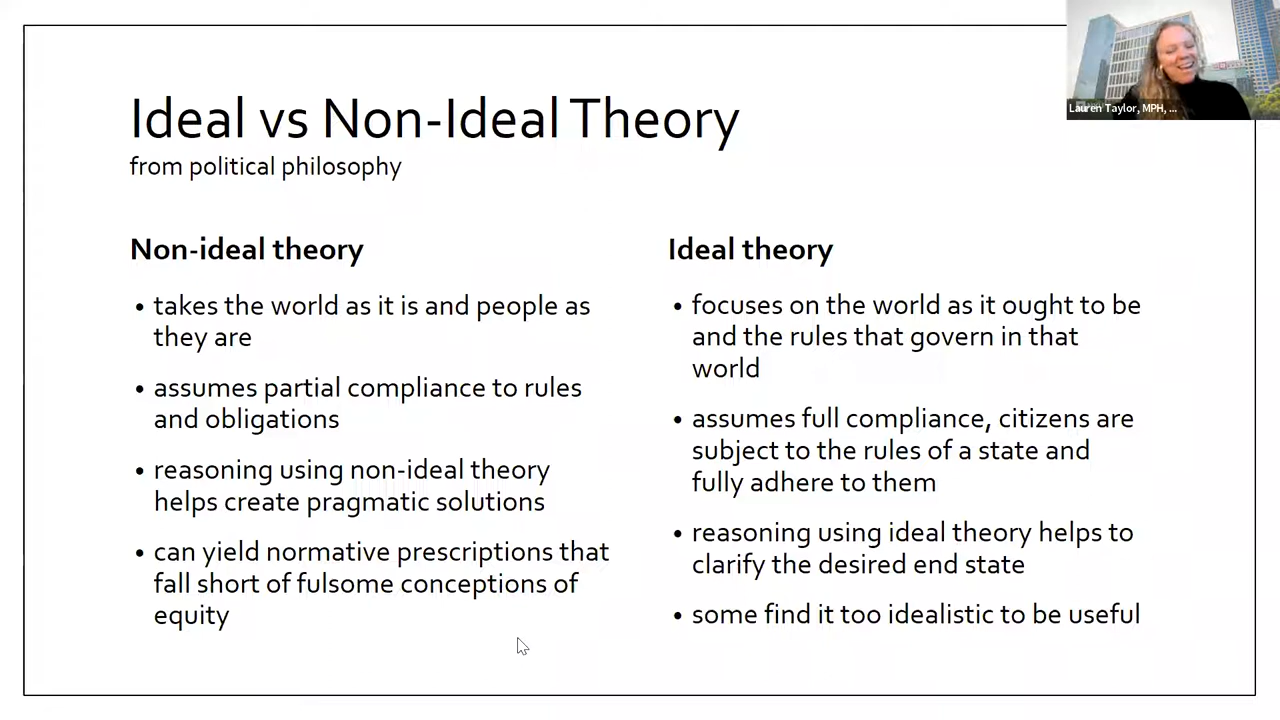 Ideal vs Non-Ideal Theory
from political philosophy
Non-ideal theory
• takes the world as it is and people as
they are
• assumes partial compliance to rules
and obligations
• reasoning using non-ideal theory
helps create pragmatic solutions
• can yield normative prescriptions that
fall short of fulsome conceptions of
equity
Ideal theory
• focuses on the world as it ought to be
and the rules that govern in that
world
• assumes full compliance, citizens are
subject to the rules of a state and
fully adhere to them
• reasoning using ideal theory helps to
clarify the desired end state
• some find it too idealistic to be useful
Lauren Taylor, MPH, ...